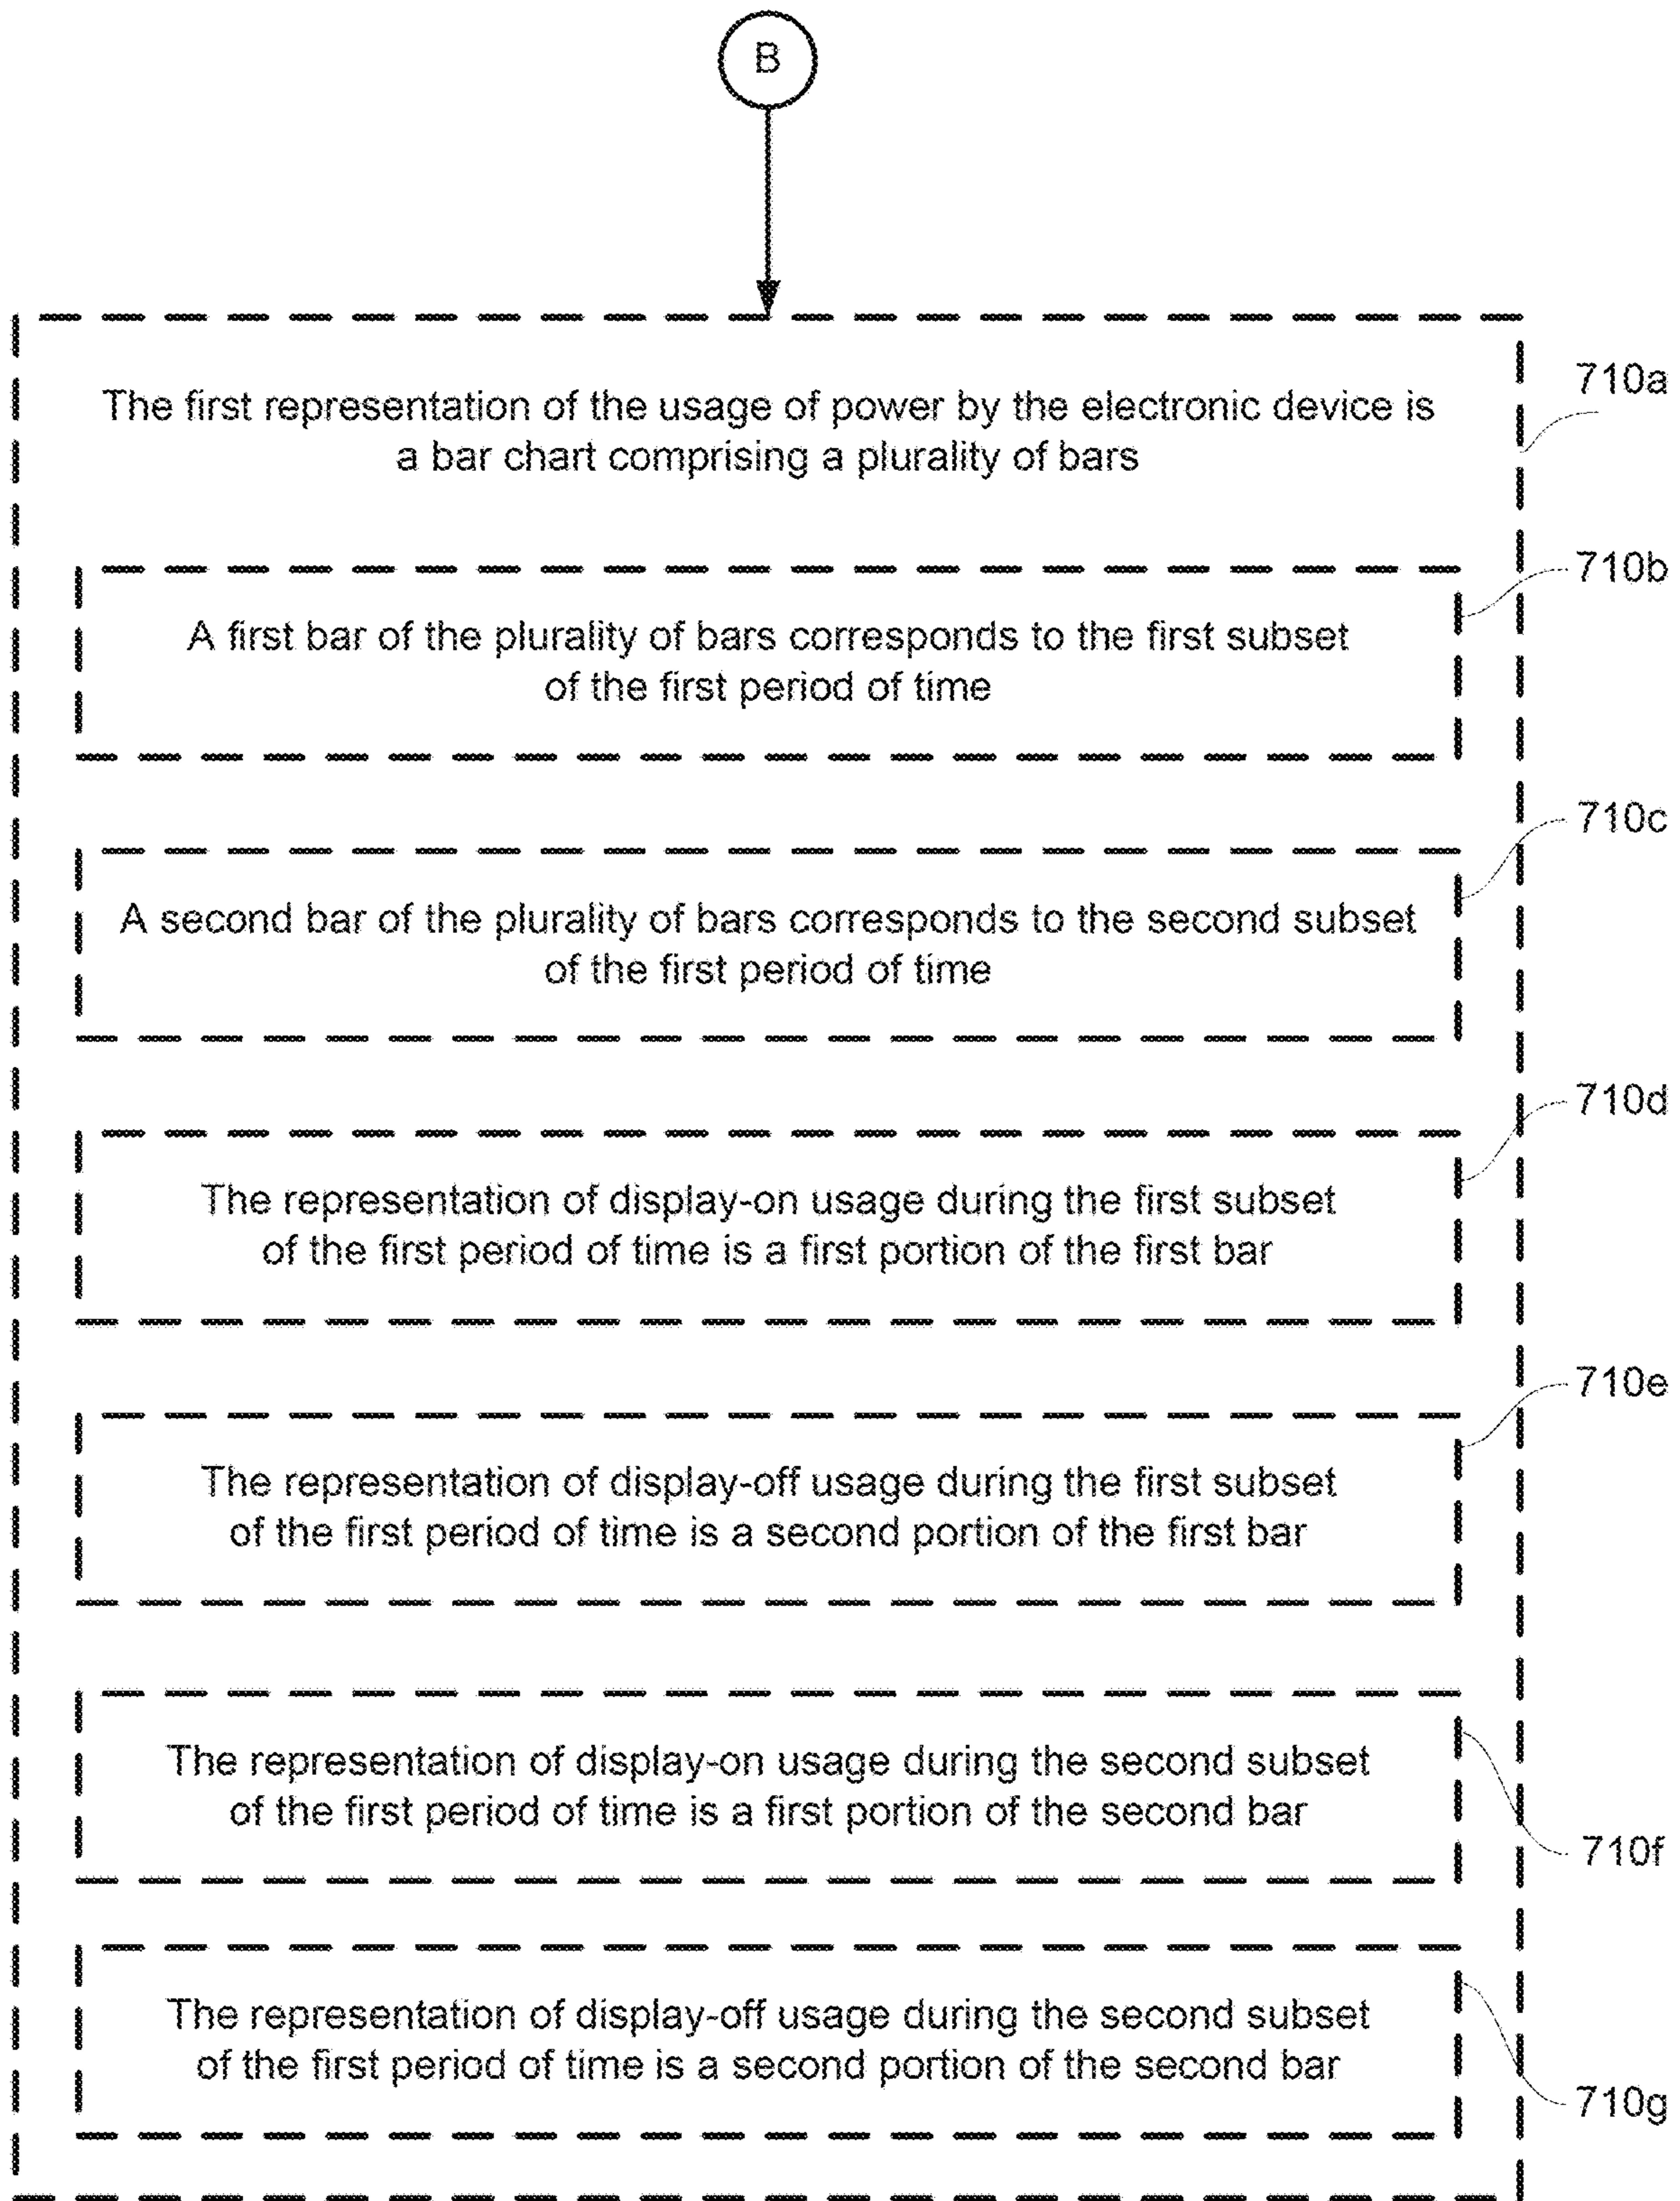 B
The first representation of the usage of power by the electronic device is
a bar chart comprising a plurality of bars
710a
A first bar of the plurality of bars corresponds to the first subset
of the first period of time
710b
A second bar of the plurality of bars corresponds to the second subset
of the first period of time
710c
The representation of display-on usage during the first subset
of the first period of time is a first portion of the first bar
710d
The representation of display-off usage during the first subset
of the first period of time is a second portion of the first bar
710e
The representation of display-on usage during the second subset
of the first period of time is a first portion of the second bar
710f
The representation of display-off usage during the second subset
of the first period of time is a second portion of the second bar
710g